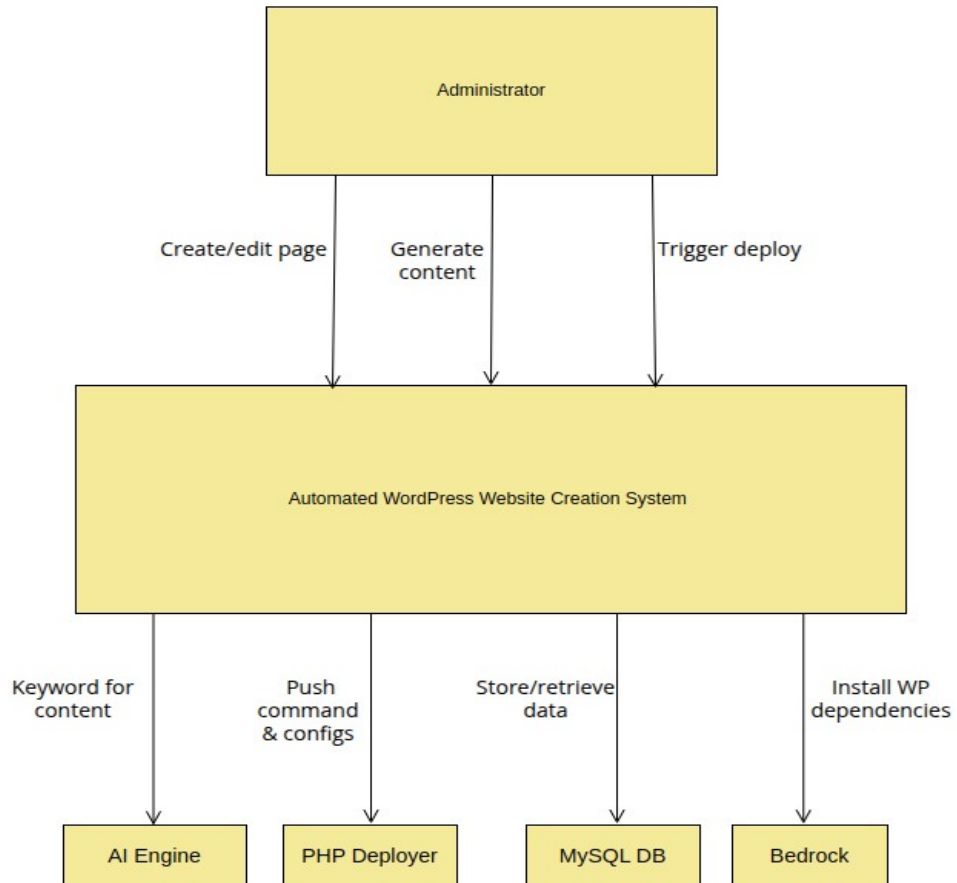 Administrator
Create/edit page
Generate
content
Trigger deploy
Automated WordPress Website Creation System
Keyword for
content
Push
command
& configs
Store/retrieve
data
Install WP
dependencies
AI Engine
PHP Deployer
MySQL DB
Bedrock